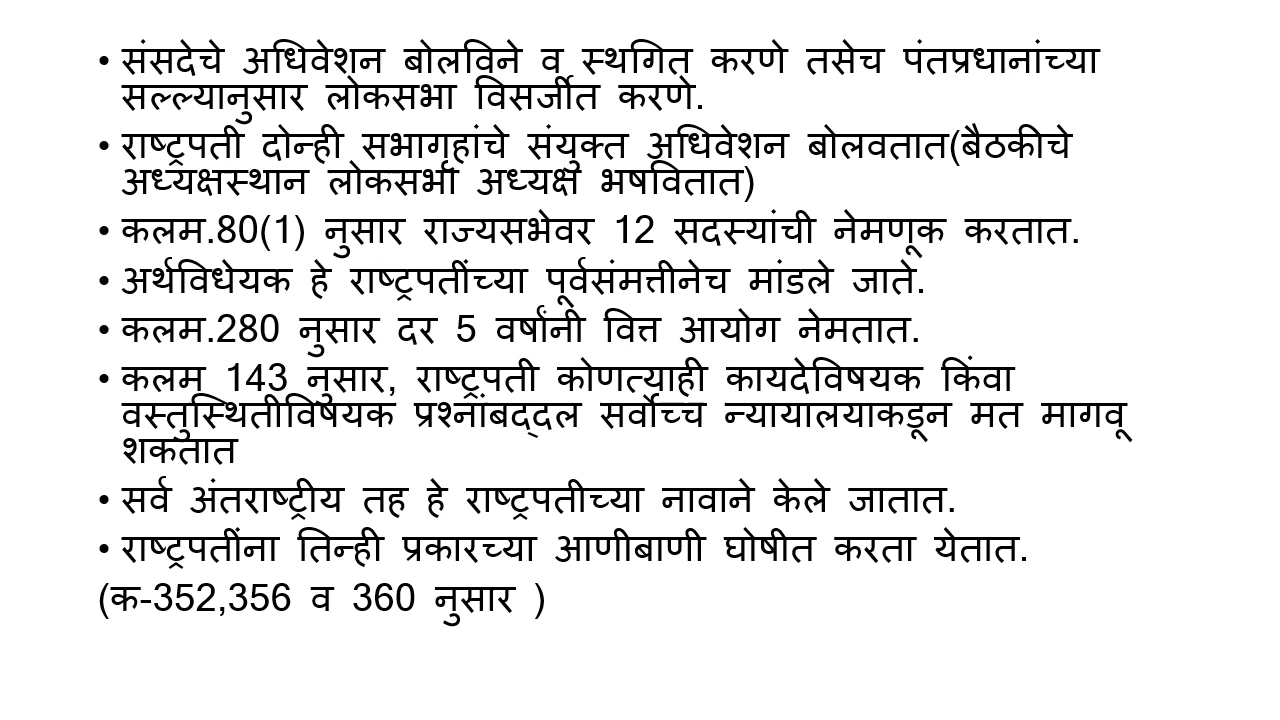 • संसदेचे अधिवेशन बोलविने व स्थगित करणे तसेच पंतप्रधानांच्या
सल्ल्यानुसार लोकसभा विसर्जीत करणे.
• राष्ट्रपती दोन्ही सभागृहांचे संयुक्त अधिवेशन बोलवतात(बैठकीचे
अध्यक्षस्थान लोकसभा अध्यक्ष भषवितात)
• कलम.80(1) नुसार राज्यसभेवर 12 सदस्यांची नेमणूक करतात.
• अर्थविधेयक हे राष्ट्रपतींच्या पूर्वसंमत्तीनेच मांडले जाते.
• कलम.280 नुसार दर 5 वर्षांनी वित्त आयोग नेमतात.
• कलम 143 नुसार, राष्ट्रपती कोणत्याही कायदेविषयक किंवा
वस्तुस्थितीविषयक प्रश्नांबद्दल सर्वोच्च न्यायालयाकडून मत मागवू
शकतात
• सर्व अंतराष्ट्रीय तह हे राष्ट्रपतीच्या नावाने केले जातात.
• राष्ट्रपतींना तिन्ही प्रकारच्या आणीबाणी घोषीत करता येतात.
(क-352,356 व 360 नुसार )